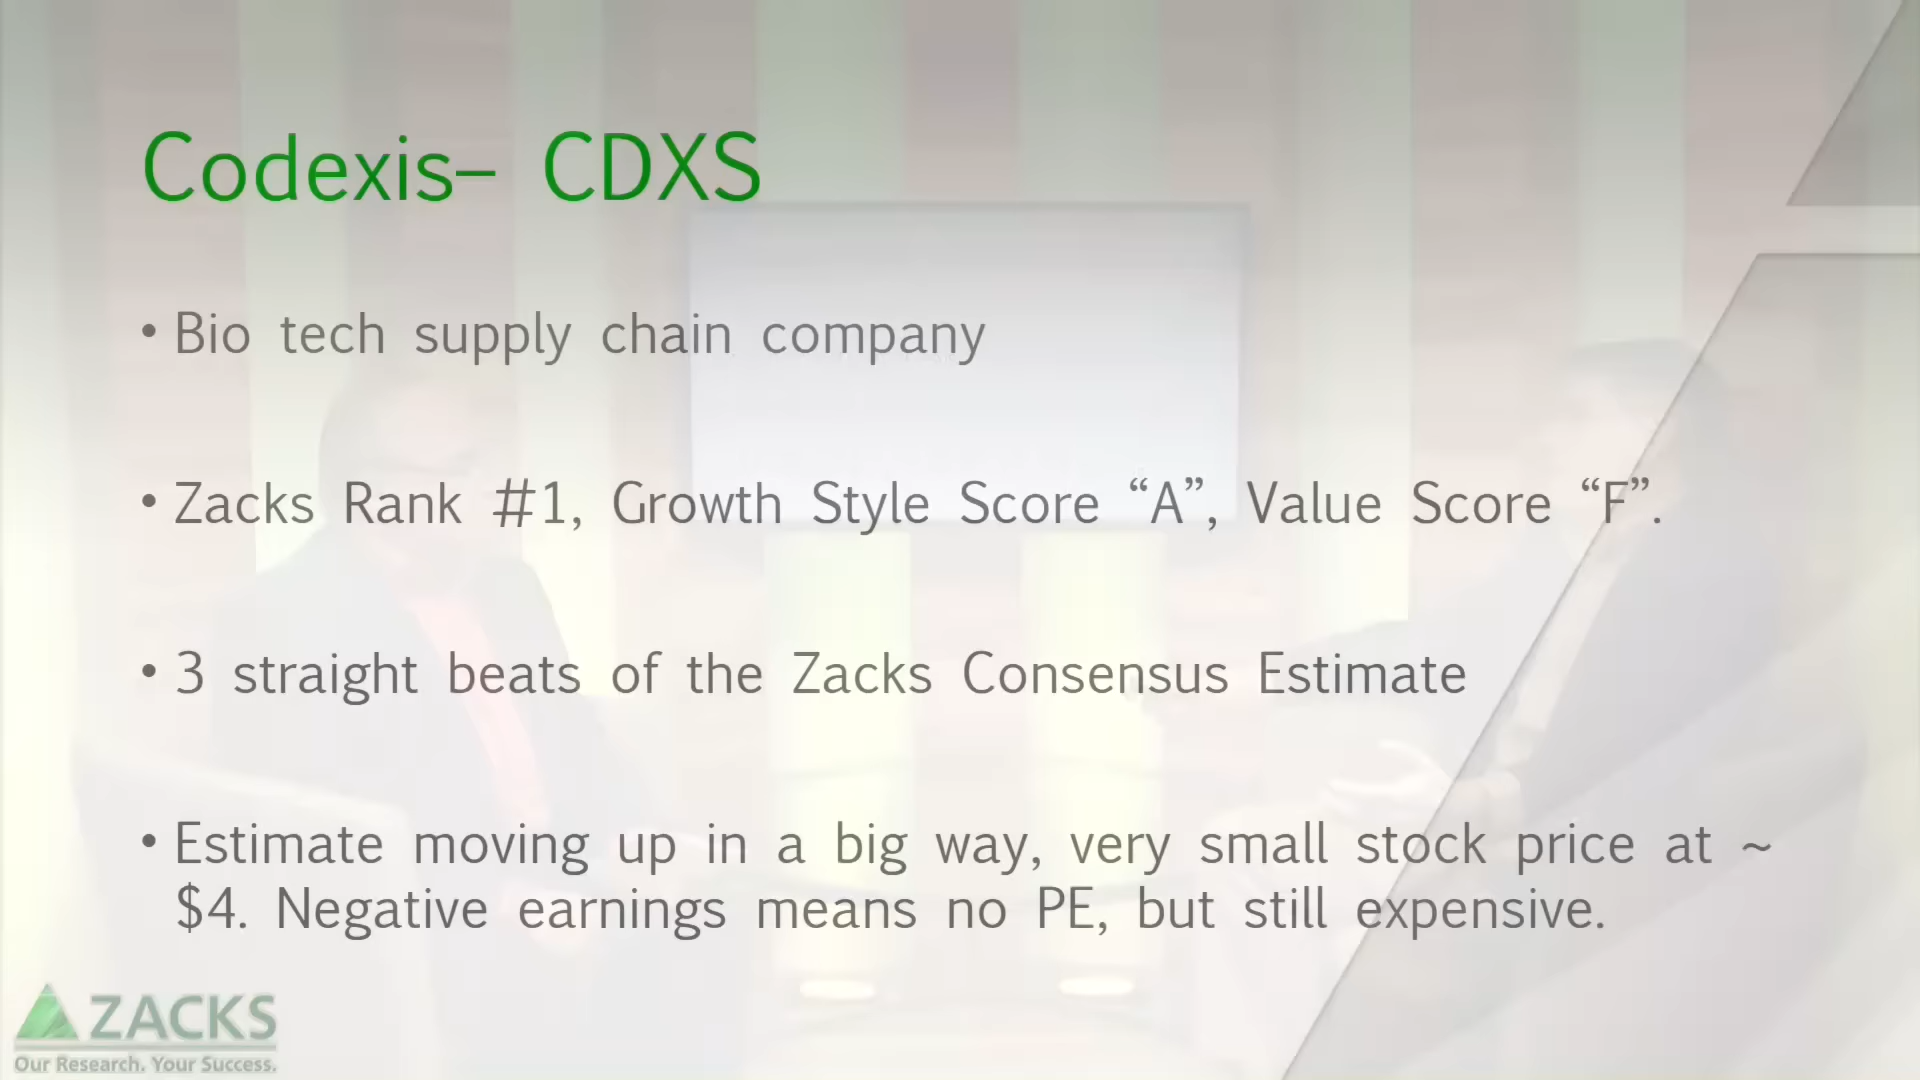 Codexis– CDXS
• Bio tech supply chain company
• Zacks Rank #1, Growth Style Score “A”, Value Score “F”.
• 3 straight beats of the Zacks Consensus Estimate
• Estimate moving up in a big way, very small stock price at ~
$4. Negative earnings means no PE, but still expensive.
ZACKS
Our Research. Your Success.